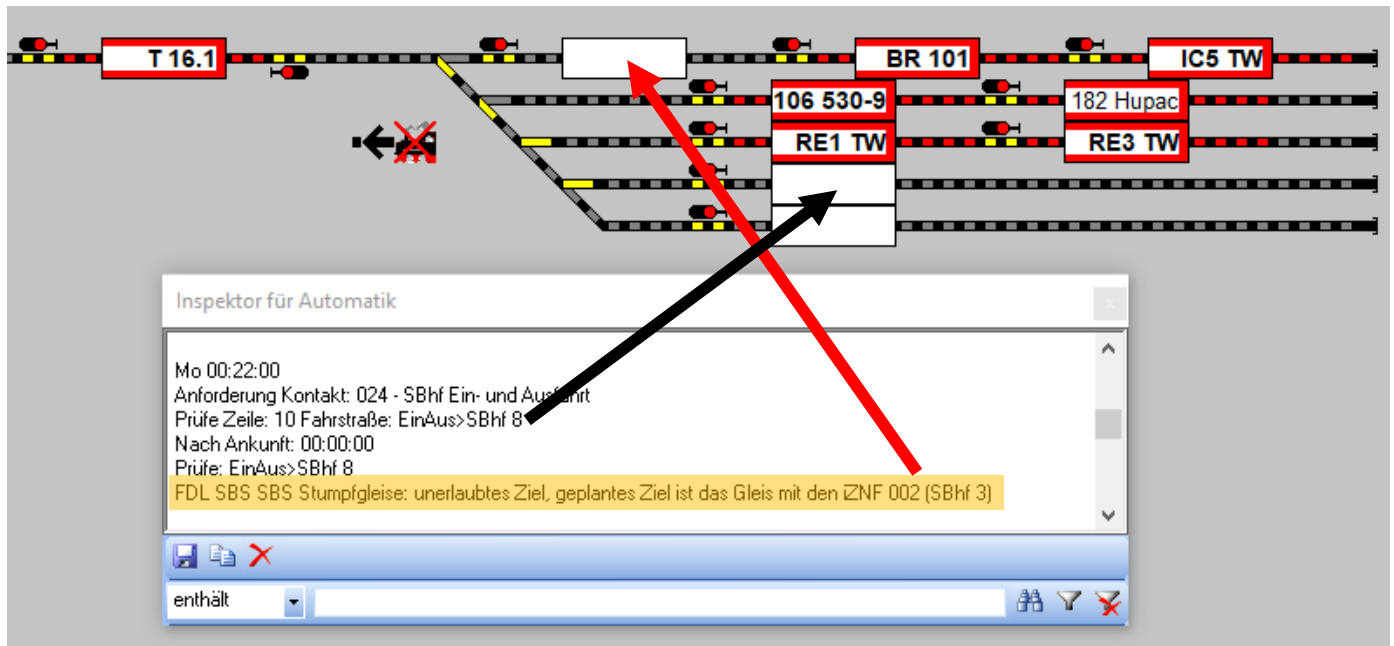 T 16.1
BR 101
IC5 TW
106 530-9
182 Hupac
RE1 TW
RE3 TW
Inspektor für Automatik
x
Mo 00:22:00
Anforderung Kontakt: 024 - SBhf Ein- und Ausfahrt
Prüfe Zeile: 10 Fahrstraße: EinAus>SBhf 8
Nach Ankunft: 00:00:00
Prüfe: EinAus>SBhf 8
FDL SBS SBS Stumpfgleise: unerlaubtes Ziel, geplantes Ziel ist das Gleis mit den iZNF 002 (SBhf 3)
enthält